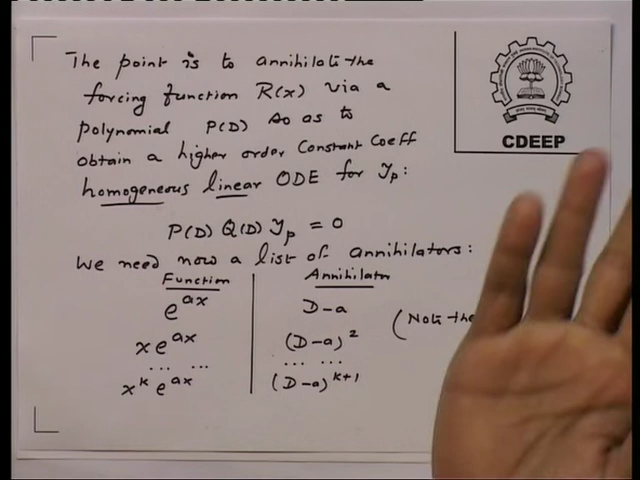 The point is to annihilate the
forcing function R(x) via a
polynomial P(D) so as to
obtain a higher order constant coeff
homogeneous linear ODE for yp:
P(D) Q(D) yp = 0
We need now a list of annihilators:
Function Annihilator
e^ax D-a
x e^ax (D-a)^2
... ... ... ...
x^k e^ax (D-a)^k+1
(Note the
CDEEP